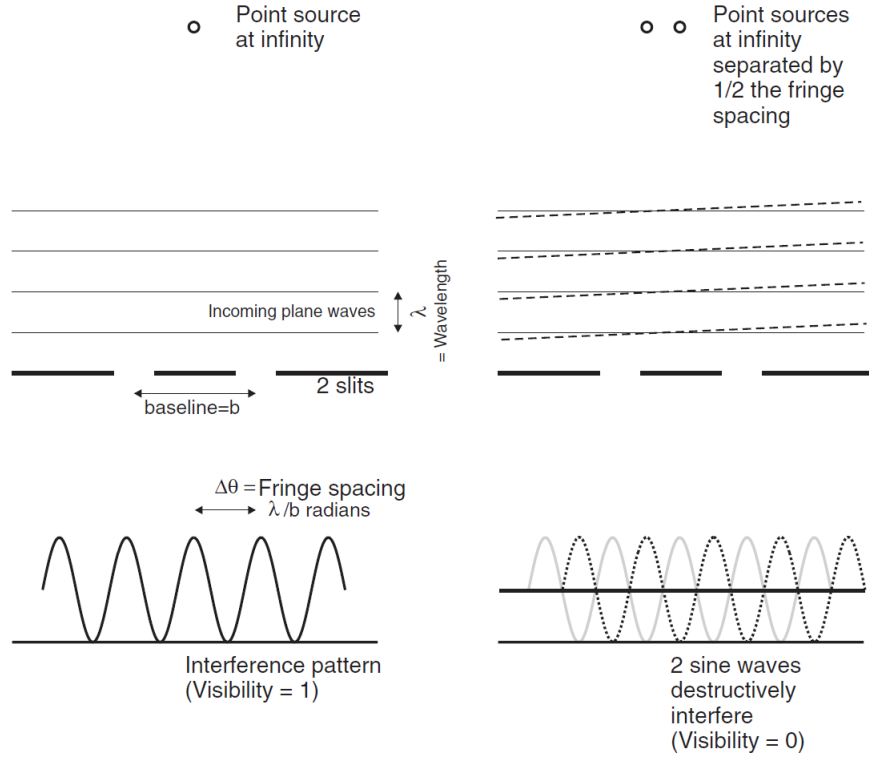 Point source
at infinity
Point sources
at infinity
separated by
1/2 the fringe
spacing
Incoming plane waves
λ
= Wavelength
2 slits
baseline=b
Δθ = Fringe spacing
λ/b radians
Interference pattern
(Visibility = 1)
2 sine waves
destructively
interfere
(Visibility = 0)